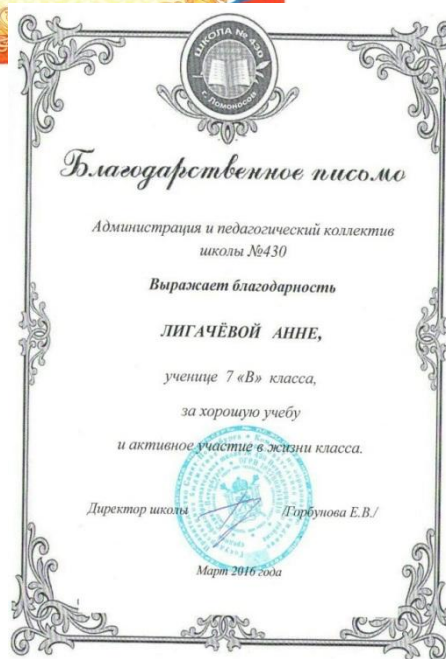 ШКОЛА № 430
г. Ломоносов
Благодарственное письмо
Администрация и педагогический коллектив
школы №430
Выражает благодарность
ЛИГАЧЁВОЙ АННЕ,
ученице 7 «В» класса,
за хорошую учебу
и активное участие в жизни класса.
Директор школы /Горбунова Е.В./
Март 2016 года